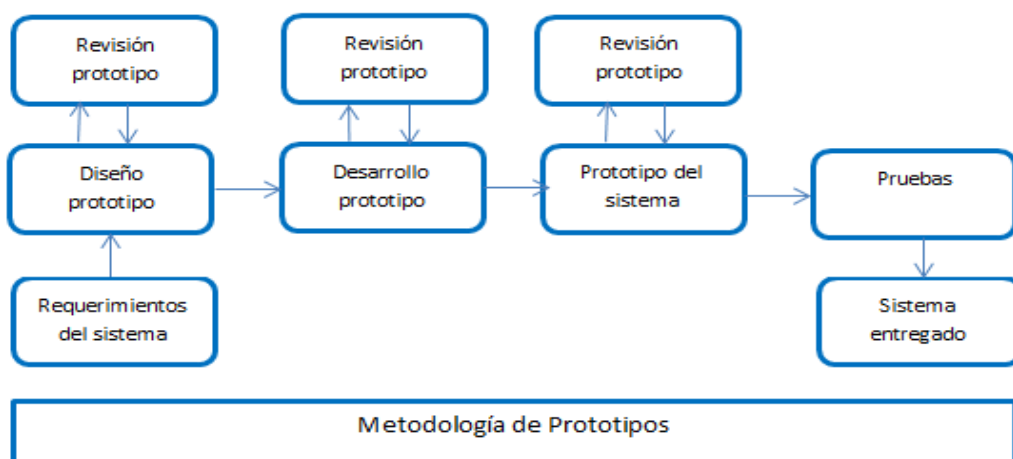 Revisión
prototipo
Revisión
prototipo
Revisión
prototipo
Diseño
prototipo
Desarrollo
prototipo
Prototipo del
sistema
Pruebas
Requerimientos
del sistema
Sistema
entregado
Metodología de Prototipos